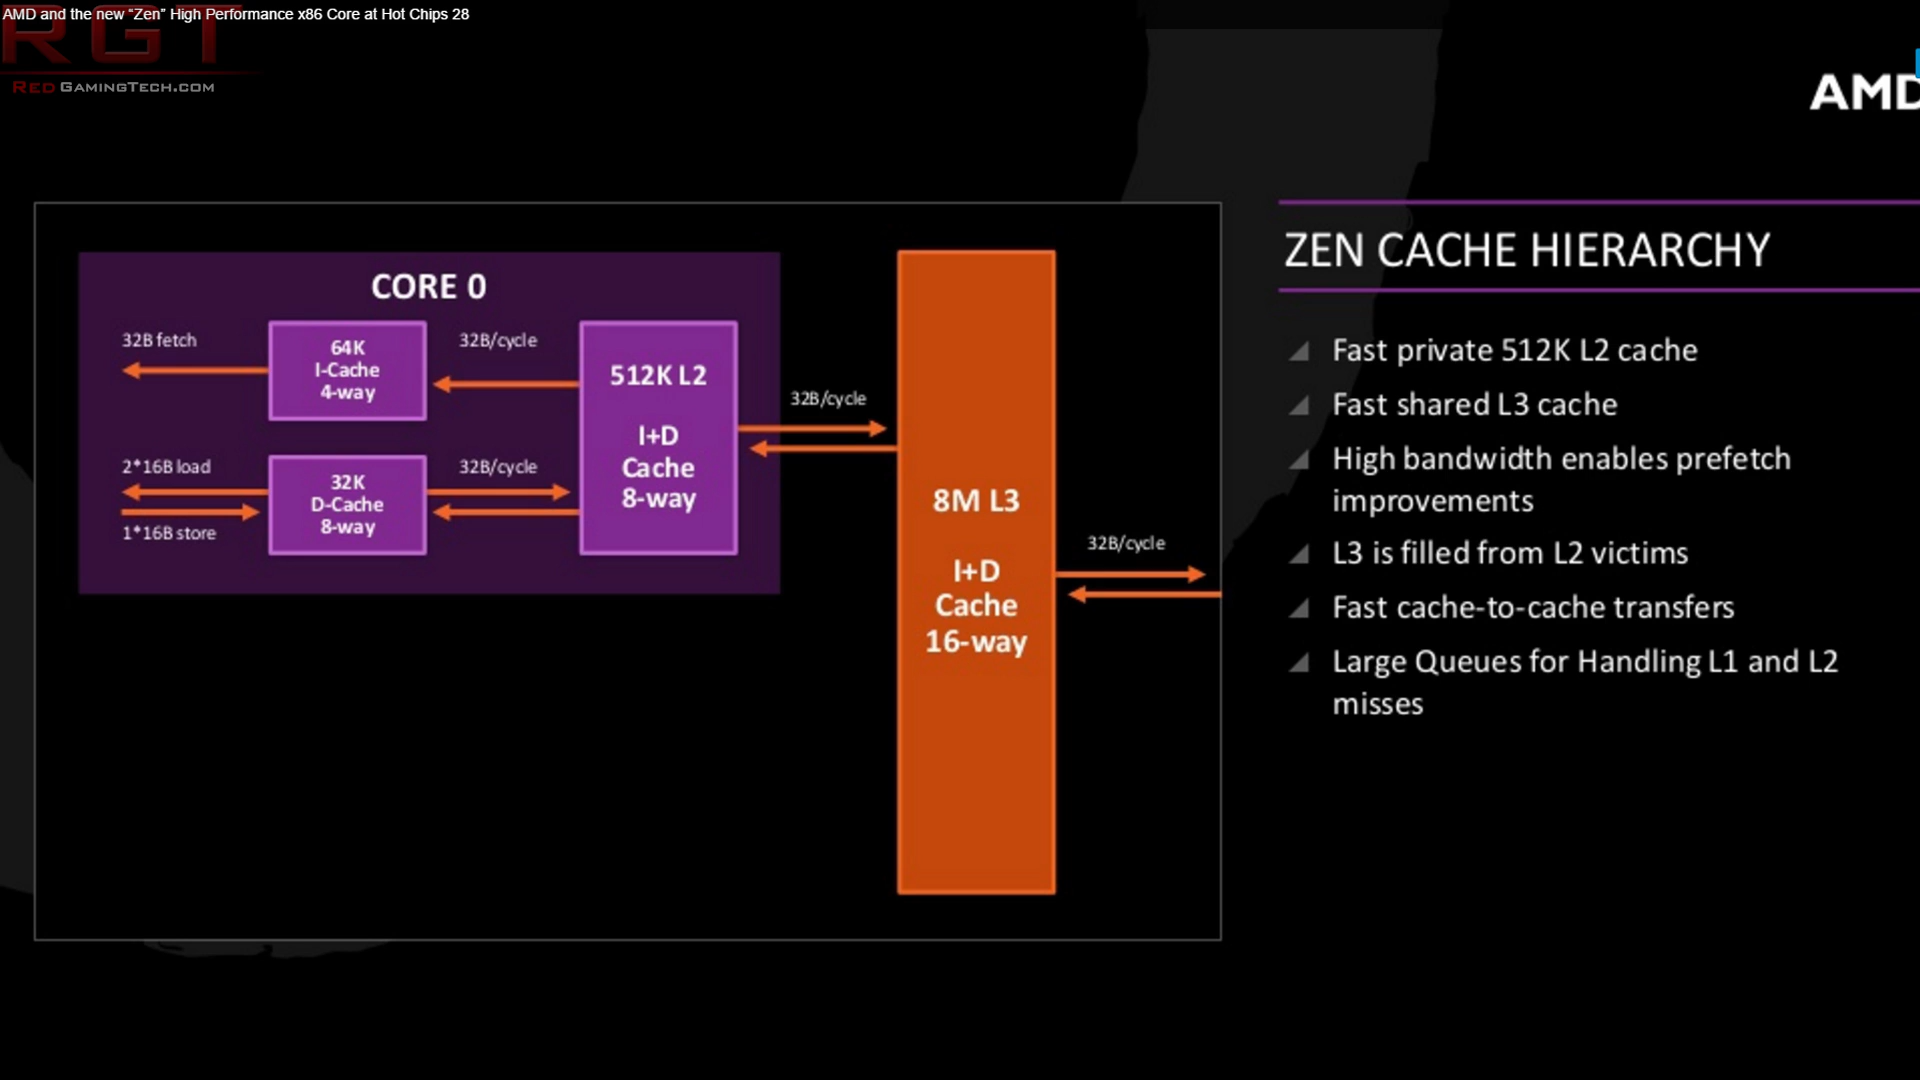 AMD and the new “Zen” High Performance x86 Core at Hot Chips 28
RGT
REDGAMINGTECH.COM
AMD
CORE 0
32B fetch
64K
I-Cache
4-way
32B/cycle
2*16B load
1*16B store
32K
D-Cache
8-way
32B/cycle
512K L2
I+D
Cache
8-way
32B/cycle
8M L3
I+D
Cache
16-way
32B/cycle
ZEN CACHE HIERARCHY
Fast private 512K L2 cache
Fast shared L3 cache
High bandwidth enables prefetch
improvements
L3 is filled from L2 victims
Fast cache-to-cache transfers
Large Queues for Handling L1 and L2
misses